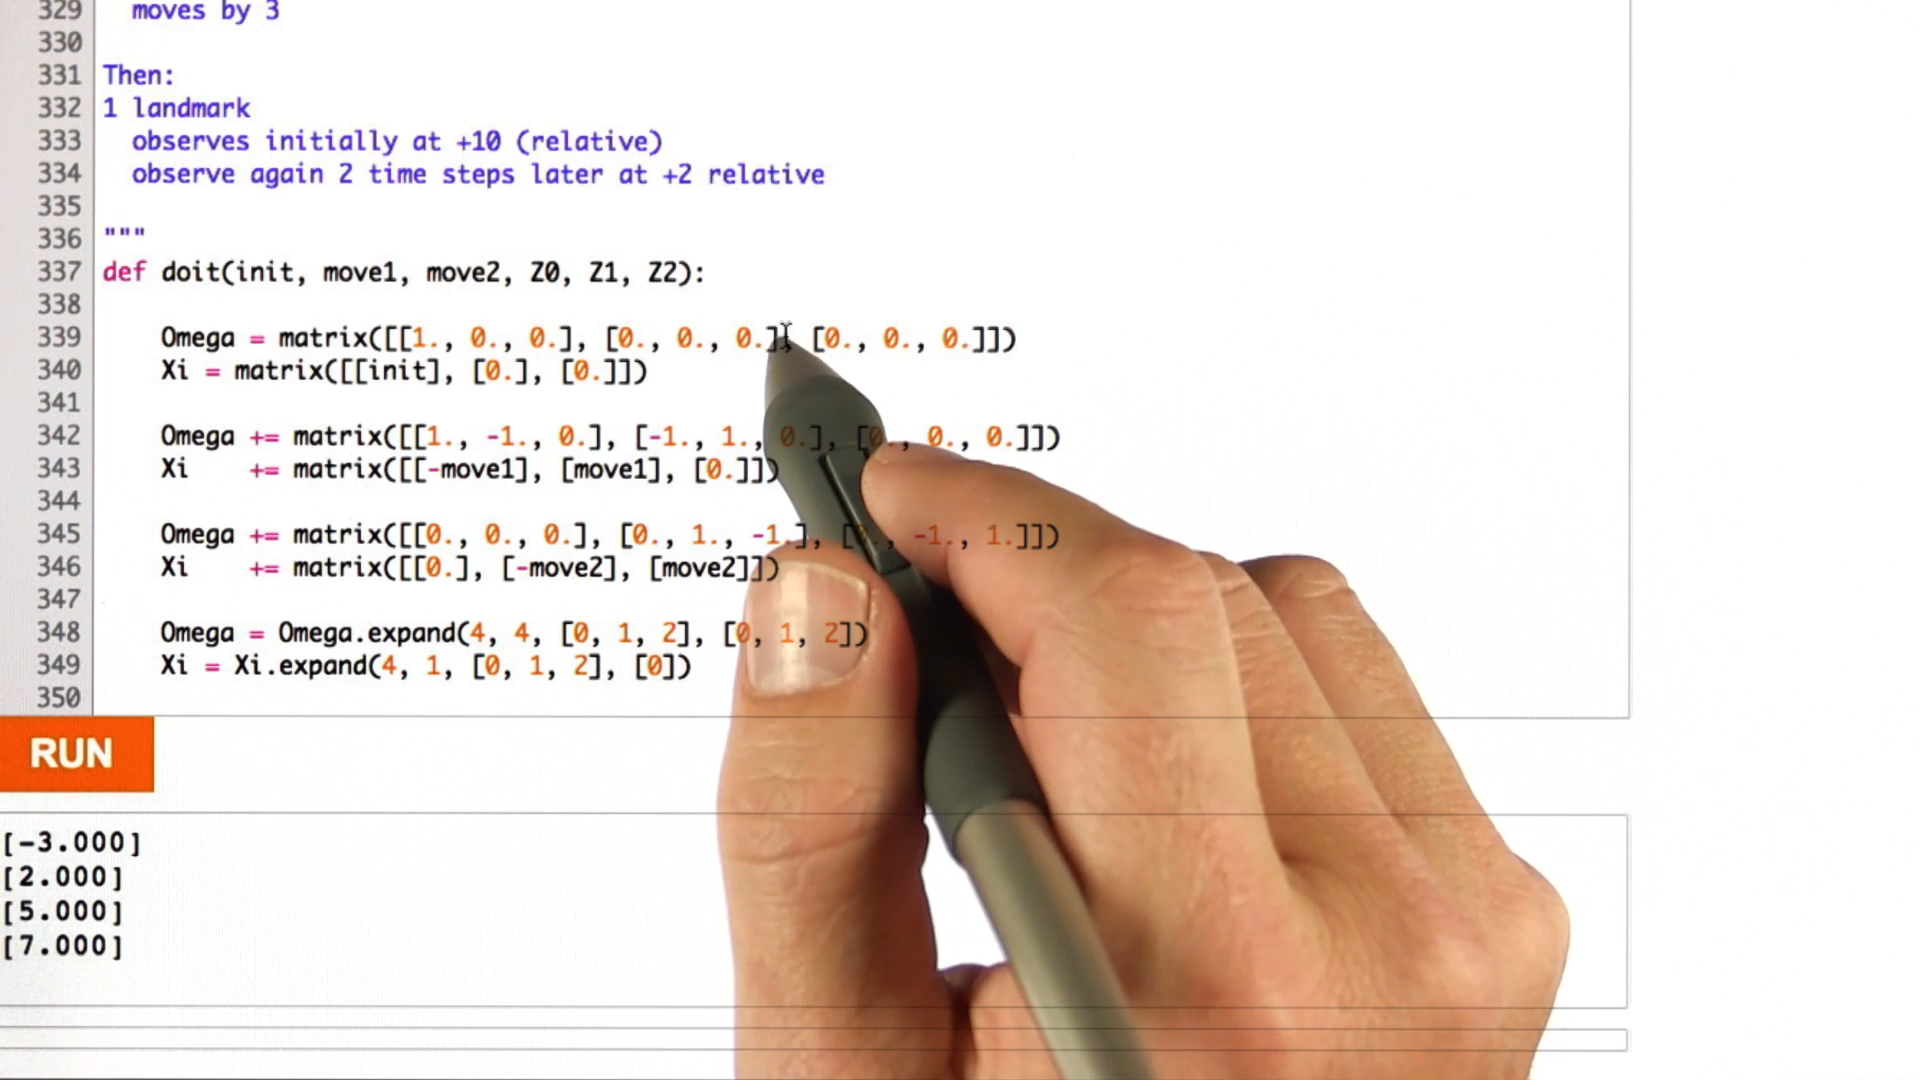 329 moves by 3
330
331 Then:
332 1 landmark
333 observes initially at +10 (relative)
334 observe again 2 time steps later at +2 relative
335
336 """
337 def doit(init, move1, move2, Z0, Z1, Z2):
338
339 Omega = matrix([[1., 0., 0.], [0., 0., 0.], [0., 0., 0.]])
340 Xi = matrix([[init], [0.], [0.]])
341
342 Omega += matrix([[1., -1., 0.], [-1., 1., 0.], [0., 0., 0.]])
343 Xi += matrix([[-move1], [move1], [0.]])
344
345 Omega += matrix([[0., 0., 0.], [0., 1., -1.], [0., -1., 1.]])
346 Xi += matrix([[0.], [-move2], [move2]])
347
348 Omega = Omega.expand(4, 4, [0, 1, 2], [0, 1, 2])
349 Xi = Xi.expand(4, 1, [0, 1, 2], [0])
350
RUN
[-3.000]
[2.000]
[5.000]
[7.000]